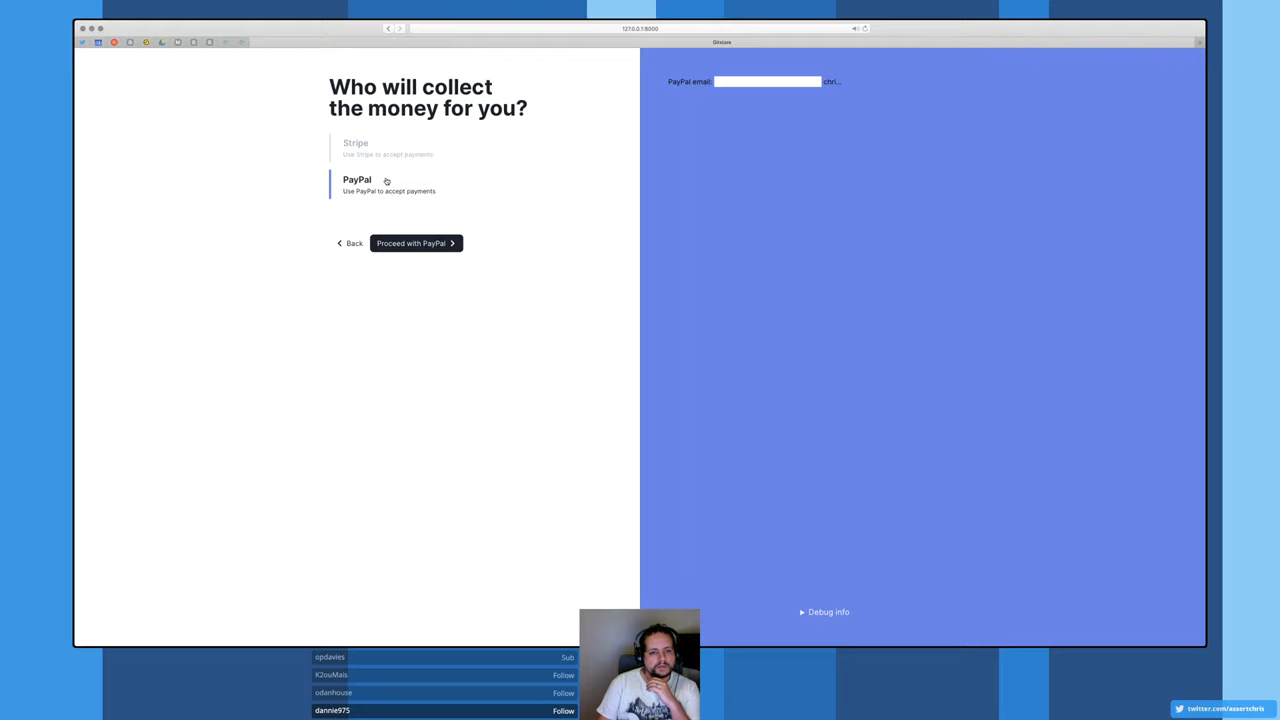 127.0.0.1:8000
Gitstore
Who will collect
the money for you?
Stripe
Use Stripe to accept payments
PayPal
Use PayPal to accept payments
Back
Proceed with PayPal
PayPal email:
chri...
Debug info
opdavies Sub
K2ouMais Follow
odanhouse Follow
dannie975 Follow
twitter.com/assertchris